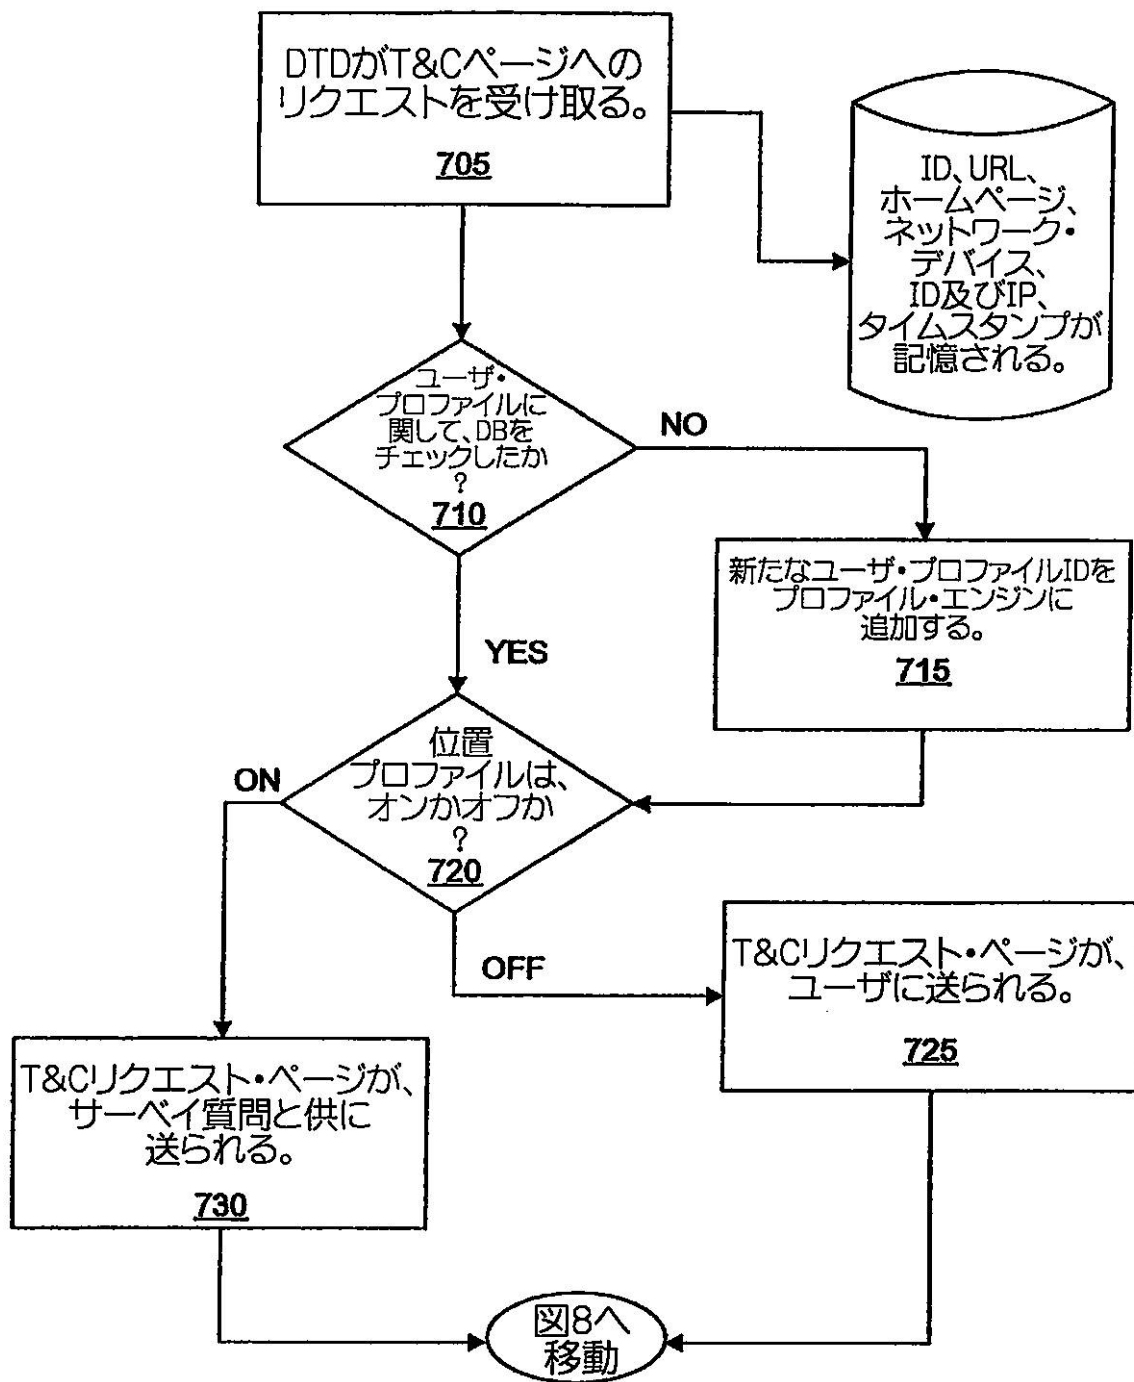 DTDがT&Cページへの
リクエストを受け取る。
705
ID、URL、
ホームページ、
ネットワーク・
デバイス、
ID及びIP、
タイムスタンプが
記憶される。
ユーザ・
プロファイルに
関して、DBを
チェックしたか
?
710
NO
新たなユーザ・プロファイルIDを
プロファイル・エンジンに
追加する。
715
YES
位置
プロファイルは、
オンかオフか
?
720
ON
OFF
T&Cリクエスト・ページが、
ユーザに送られる。
725
T&Cリクエスト・ページが、
サーベイ質問と供に
送られる。
730
図8へ
移動